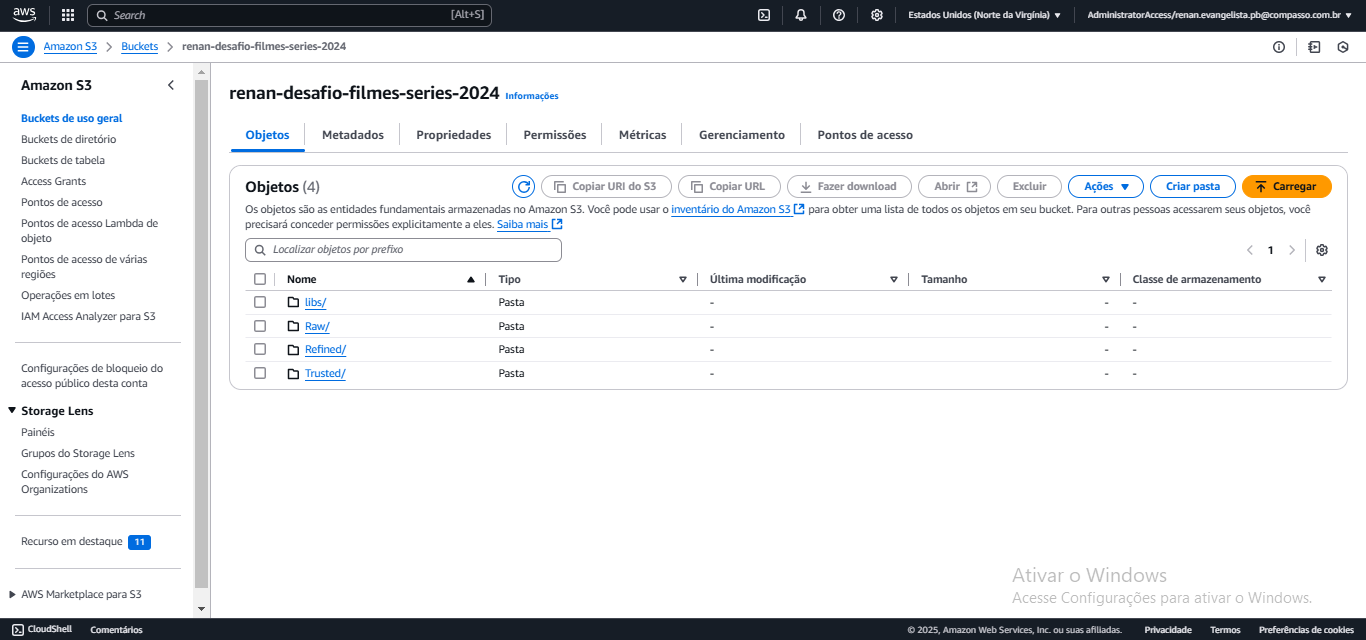 aws
Search [Alt+S]
Estados Unidos (Norte da Virgínia)
AdministratorAccess/renan.evangelista.pb@compasso.com.br
Amazon S3 > Buckets > renan-desafio-filmes-series-2024
Amazon S3
Buckets de uso geral
Buckets de diretório
Buckets de tabela
Access Grants
Pontos de acesso
Pontos de acesso Lambda de
objeto
Pontos de acesso de várias
regiões
Operações em lotes
IAM Access Analyzer para S3
Configurações de bloqueio do
acesso público desta conta
Storage Lens
Painéis
Grupos do Storage Lens
Configurações do AWS
Organizations
Recurso em destaque 11
AWS Marketplace para S3
renan-desafio-filmes-series-2024 Informações
Objetos Metadados Propriedades Permissões Métricas Gerenciamento Pontos de acesso
Objetos (4)
Copiar URI do S3 Copiar URL Fazer download Abrir Excluir Ações Criar pasta Carregar
Os objetos são as entidades fundamentais armazenadas no Amazon S3. Você pode usar o inventário do Amazon S3 para obter uma lista de todos os objetos em seu bucket. Para outras pessoas acessarem seus objetos, você
precisará conceder permissões explicitamente a eles. Saiba mais
Localizar objetos por prefixo
1
Nome Tipo Última modificação Tamanho Classe de armazenamento
libs/ Pasta - - -
Raw/ Pasta - - -
Refined/ Pasta - - -
Trusted/ Pasta - - -
Ativar o Windows
Acesse Configurações para ativar o Windows.
CloudShell Comentários © 2025, Amazon Web Services, Inc. ou suas afiliadas. Privacidade Termos Preferências de cookies